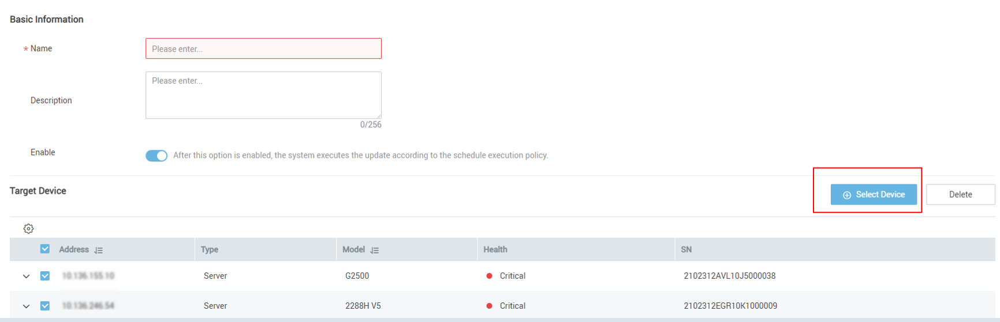 Basic Information
* Name
Please enter...
Please enter...
Description
0/256
Enable
After this option is enabled, the system executes the update according to the schedule execution policy.
Target Device
Select Device
Delete
Address Type Model Health SN
10.136.155.10 Server G2500 Critical 2102312AVL10J5000038
10.136.246.54 Server 2288H V5 Critical 2102312EGR10K1000009